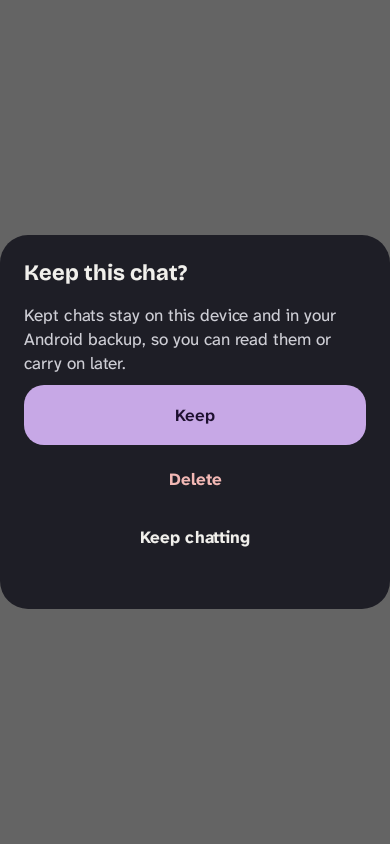 Keep this chat?
Kept chats stay on this device and in your
Android backup, so you can read them or
carry on later.
Keep
Delete
Keep chatting